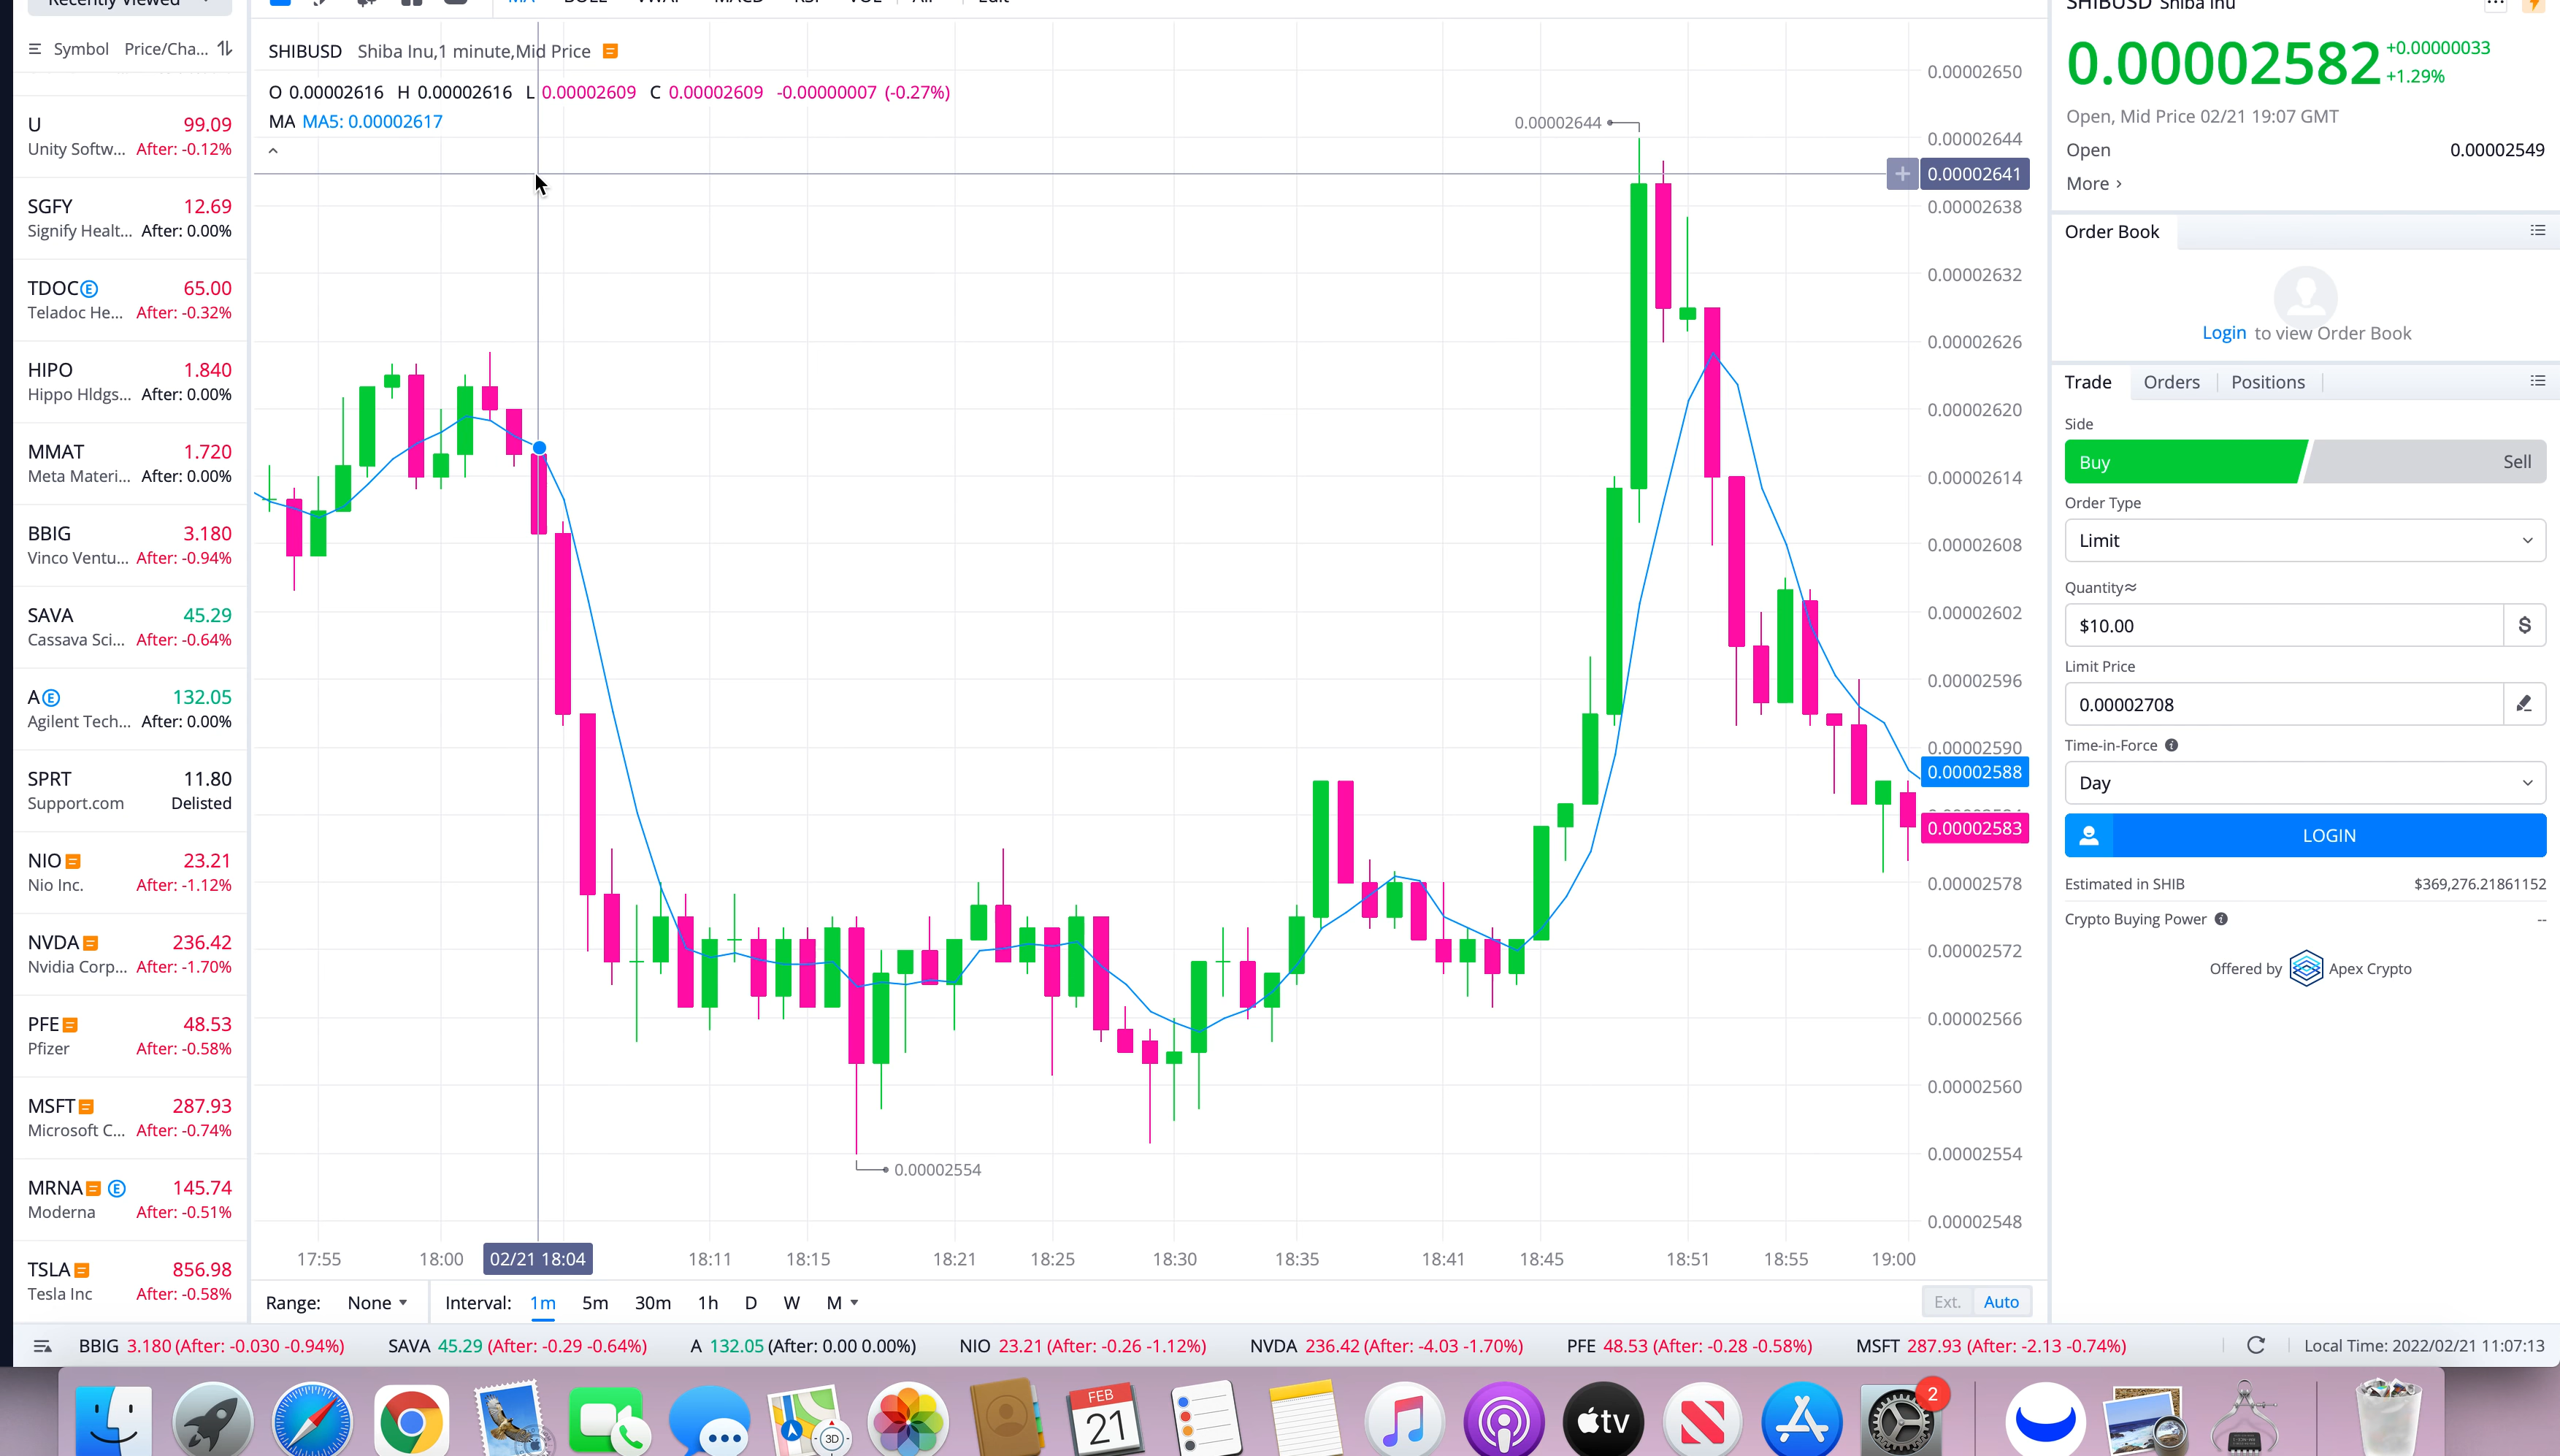 Recently Viewed
Symbol Price/Cha...
U 99.09
Unity Softw... After: -0.12%
SGFY 12.69
Signify Healt... After: 0.00%
TDOC E 65.00
Teladoc He... After: -0.32%
HIPO 1.840
Hippo Hldgs... After: 0.00%
MMAT 1.720
Meta Materi... After: 0.00%
BBIG 3.180
Vinco Ventu... After: -0.94%
SAVA 45.29
Cassava Sci... After: -0.64%
A E 132.05
Agilent Tech... After: 0.00%
SPRT 11.80
Support.com Delisted
NIO 23.21
Nio Inc. After: -1.12%
NVDA 236.42
Nvidia Corp... After: -1.70%
PFE 48.53
Pfizer After: -0.58%
MSFT 287.93
Microsoft C... After: -0.74%
MRNA E 145.74
Moderna After: -0.51%
TSLA 856.98
Tesla Inc After: -0.58%
MA BOLL VWAP MACD RSI VOL All Edit
SHIBUSD Shiba Inu,1 minute,Mid Price
O 0.00002616 H 0.00002616 L 0.00002609 C 0.00002609 -0.00000007 (-0.27%)
MA MA5: 0.00002617
0.00002644
0.00002554
0.00002650
0.00002644
0.00002641
0.00002638
0.00002632
0.00002626
0.00002620
0.00002614
0.00002608
0.00002602
0.00002596
0.00002590
0.00002588
0.00002583
0.00002578
0.00002572
0.00002566
0.00002560
0.00002554
0.00002548
17:55 18:00 02/21 18:04 18:11 18:15 18:21 18:25 18:30 18:35 18:41 18:45 18:51 18:55 19:00
Range: None Interval: 1m 5m 30m 1h D W M Ext. Auto
SHIBUSD Shiba Inu
0.00002582 +0.00000033
+1.29%
Open, Mid Price 02/21 19:07 GMT
Open 0.00002549
More
Order Book
Login to view Order Book
Trade Orders Positions
Side
Buy Sell
Order Type
Limit
Quantity≈
$10.00 $
Limit Price
0.00002708
Time-in-Force
Day
LOGIN
Estimated in SHIB $369,276.21861152
Crypto Buying Power --
Offered by Apex Crypto
BBIG 3.180 (After: -0.030 -0.94%) SAVA 45.29 (After: -0.29 -0.64%) A 132.05 (After: 0.00 0.00%) NIO 23.21 (After: -0.26 -1.12%) NVDA 236.42 (After: -4.03 -1.70%) PFE 48.53 (After: -0.28 -0.58%) MSFT 287.93 (After: -2.13 -0.74%) Local Time: 2022/02/21 11:07:13
3D
FEB
21
tv
2